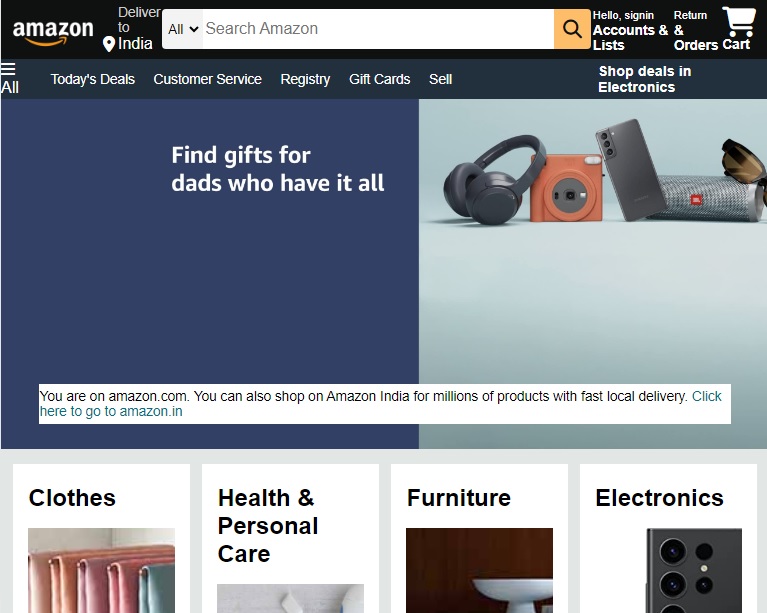 amazon
Deliver
to
India
All
Search Amazon
Hello, signin
Accounts &
Lists
Return
&
Orders
Cart
All
Today's Deals
Customer Service
Registry
Gift Cards
Sell
Shop deals in
Electronics
Find gifts for
dads who have it all
JBL
You are on amazon.com. You can also shop on Amazon India for millions of products with fast local delivery. Click
here to go to amazon.in
Clothes
Health &
Personal
Care
Furniture
Electronics